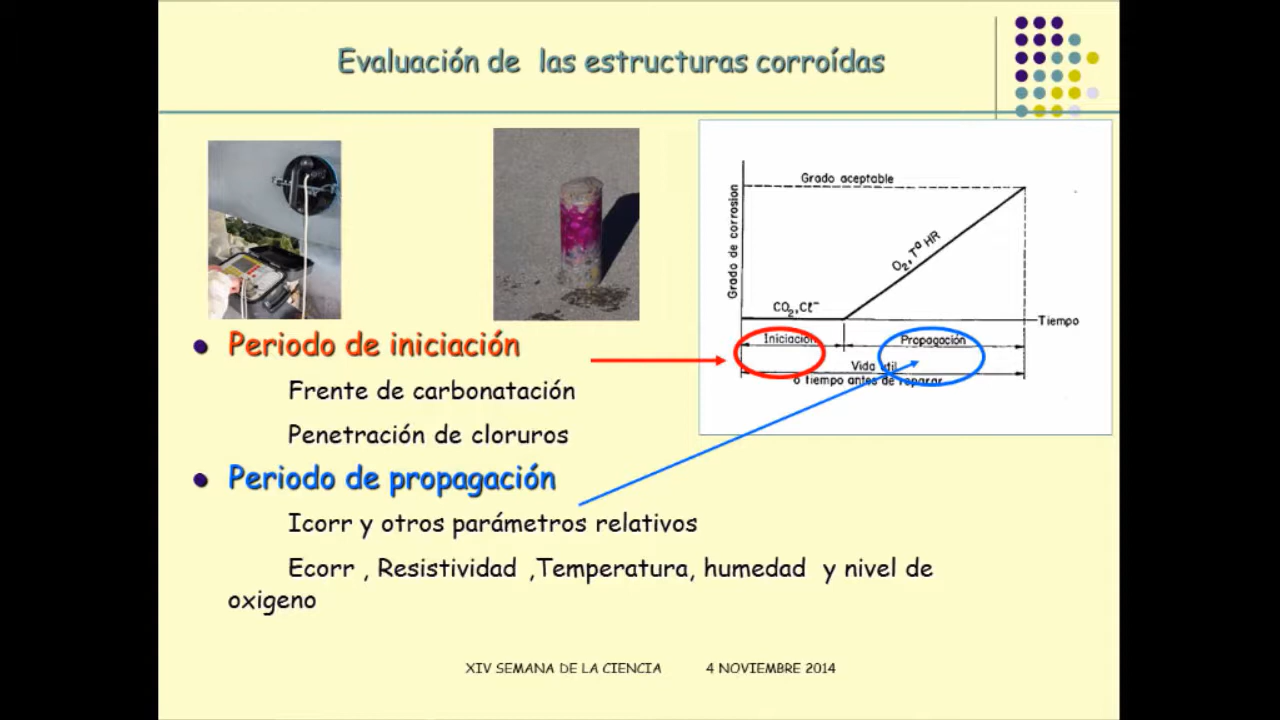 Evaluación de las estructuras corroídas
Grado aceptable
Grado de corrosion
O₂, Tº HR
CO₂, Cℓ⁻
Tiempo
Iniciación
Propagación
Vida útil
o tiempo antes de reparar
Periodo de iniciación
Frente de carbonatación
Penetración de cloruros
Periodo de propagación
Icorr y otros parámetros relativos
Ecorr , Resistividad ,Temperatura, humedad y nivel de
oxigeno
XIV SEMANA DE LA CIENCIA 4 NOVIEMBRE 2014